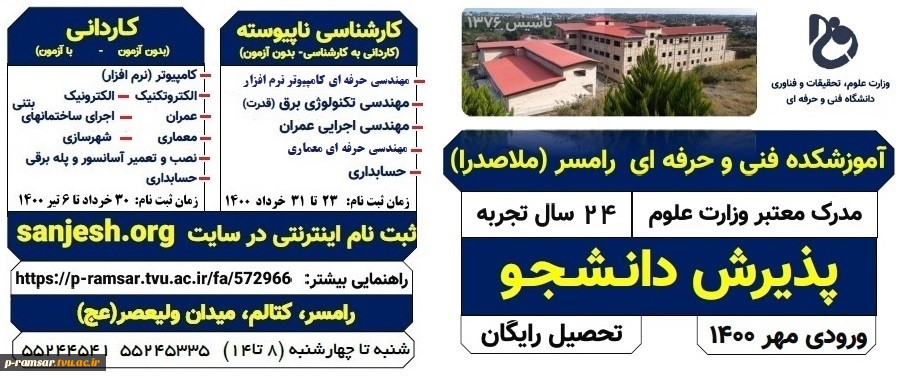 تاسیس ۱۳۷۶
وزارت علوم، تحقیقات و فناوری
دانشگاه فنی و حرفه ای
آموزشکده فنی و حرفه ای رامسر (ملاصدرا)
مدرک معتبر وزارت علوم
۲۴ سال تجربه
پذیرش دانشجو
ورودی مهر ۱۴۰۰
تحصیل رایگان
کارشناسی ناپیوسته
(کاردانی به کارشناسی- بدون آزمون)
مهندسی حرفه ای کامپیوتر نرم افزار
مهندسی تکنولوژی برق (قدرت)
مهندسی اجرایی عمران
مهندسی حرفه ای معماری
حسابداری
زمان ثبت نام: ۲۳ تا ۳۱ خرداد ۱۴۰۰
کاردانی
(بدون آزمون - با آزمون)
کامپیوتر (نرم افزار)
الکتروتکنیک – الکترونیک
عمران – اجرای ساختمانهای بتنی
معماری – شهرسازی
نصب و تعمیر آسانسور و پله برقی
حسابداری
زمان ثبت نام: ۳۰ خرداد تا ۶ تیر ۱۴۰۰
ثبت نام اینترنتی در سایت sanjesh.org
راهنمایی بیشتر: https://p-ramsar.tvu.ac.ir/fa/572966
رامسر، کتالم، میدان ولیعصر(عج)
شنبه تا چهارشنبه (۸ تا ۱۴) ۵۵۲۴۵۳۳۵ ۵۵۲۴۴۵۴۱
p-ramsar.tvu.ac.ir